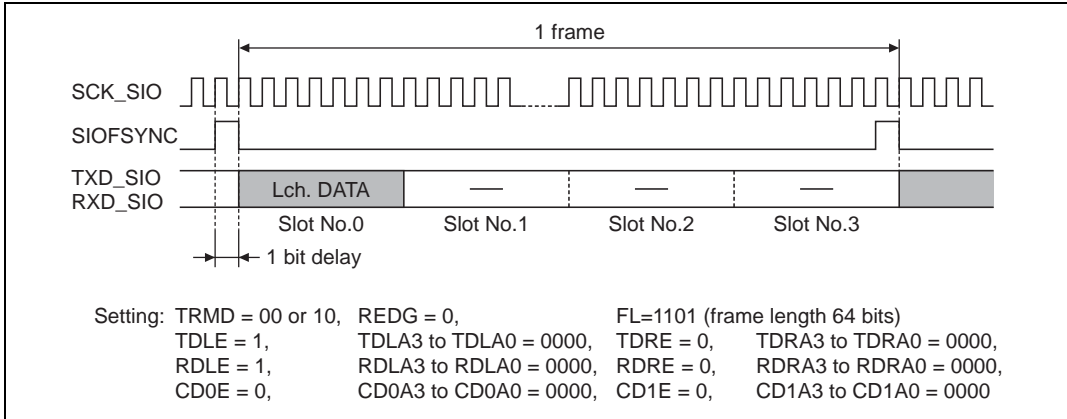 1 frame
SCK_SIO
SIOFSYNC
TXD_SIO
RXD_SIO
Lch. DATA
Slot No.0 Slot No.1 Slot No.2 Slot No.3
1 bit delay
Setting: TRMD = 00 or 10, REDG = 0, FL=1101 (frame length 64 bits)
TDLE = 1, TDLA3 to TDLA0 = 0000, TDRE = 0, TDRA3 to TDRA0 = 0000,
RDLE = 1, RDLA3 to RDLA0 = 0000, RDRE = 0, RDRA3 to RDRA0 = 0000,
CD0E = 0, CD0A3 to CD0A0 = 0000, CD1E = 0, CD1A3 to CD1A0 = 0000